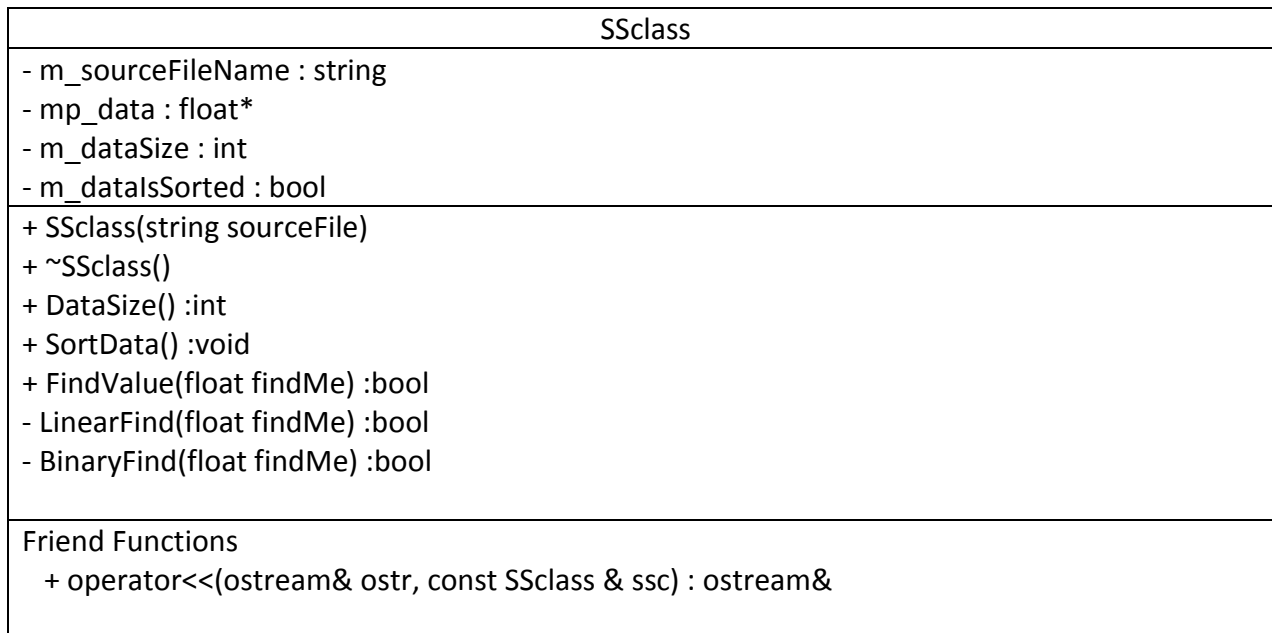 SSclass
- m_sourceFileName : string
- mp_data : float*
- m_dataSize : int
- m_dataIsSorted : bool
+ SSclass(string sourceFile)
+ ~SSclass()
+ DataSize() :int
+ SortData() :void
+ FindValue(float findMe) :bool
- LinearFind(float findMe) :bool
- BinaryFind(float findMe) :bool
Friend Functions
+ operator<<(ostream& ostr, const SSclass & ssc) : ostream&